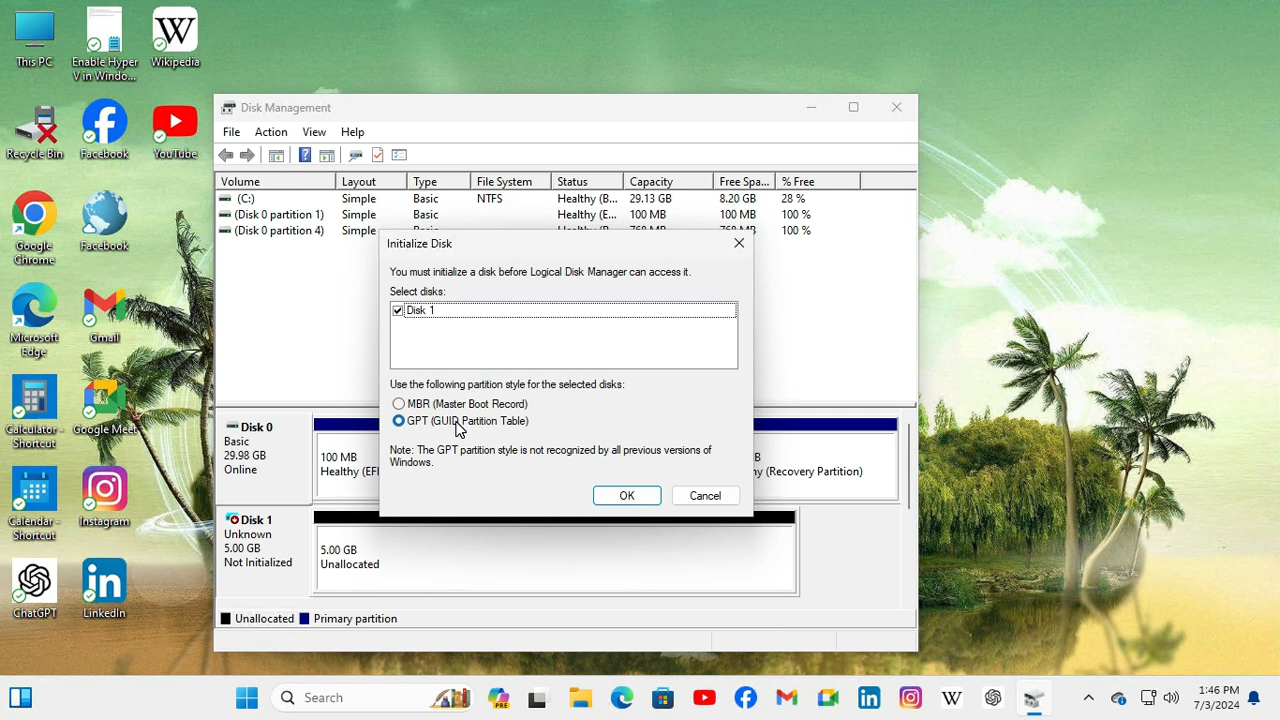 This PC
Enable Hyper
V in Windo...
Wikipedia
Recycle Bin
Facebook
YouTube
Google
Chrome
Facebook
Microsoft
Edge
Gmail
Calculator -
Shortcut
Google Meet
Calendar -
Shortcut
Instagram
ChatGPT
LinkedIn
Disk Management
File Action View Help
Volume Layout Type File System Status Capacity Free Spa... % Free
(C:) Simple Basic NTFS Healthy (B... 29.13 GB 8.20 GB 28 %
(Disk 0 partition 1) Simple Basic Healthy (E... 100 MB 100 MB 100 %
(Disk 0 partition 4) Simple Basic Healthy (R... 768 MB 768 MB 100 %
Initialize Disk
You must initialize a disk before Logical Disk Manager can access it.
Select disks:
Disk 1
Use the following partition style for the selected disks:
MBR (Master Boot Record)
GPT (GUID Partition Table)
Note: The GPT partition style is not recognized by all previous versions of
Windows.
OK Cancel
Disk 0
Basic
29.98 GB
Online
100 MB
Healthy (EFI
B
y (Recovery Partition)
Disk 1
Unknown
5.00 GB
Not Initialized
5.00 GB
Unallocated
Unallocated Primary partition
Search
PRE
1:46 PM
7/3/2024